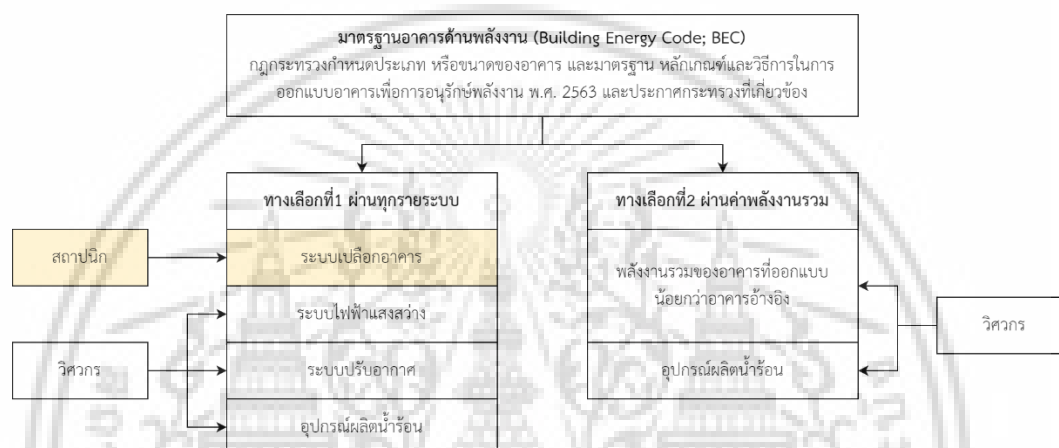 มาตรฐานอาคารด้านพลังงาน (Building Energy Code; BEC)
กฎกระทรวงกำหนดประเภท หรือขนาดของอาคาร และมาตรฐาน หลักเกณฑ์และวิธีการในการ
ออกแบบอาคารเพื่อการอนุรักษ์พลังงาน พ.ศ. 2563 และประกาศกระทรวงที่เกี่ยวข้อง
ทางเลือกที่1 ผ่านทุกรายระบบ
สถาปนิก
ระบบเปลือกอาคาร
ระบบไฟฟ้าแสงสว่าง
วิศวกร
ระบบปรับอากาศ
อุปกรณ์ผลิตน้ำร้อน
ทางเลือกที่2 ผ่านค่าพลังงานรวม
พลังงานรวมของอาคารที่ออกแบบ
น้อยกว่าอาคารอ้างอิง
วิศวกร
อุปกรณ์ผลิตน้ำร้อน